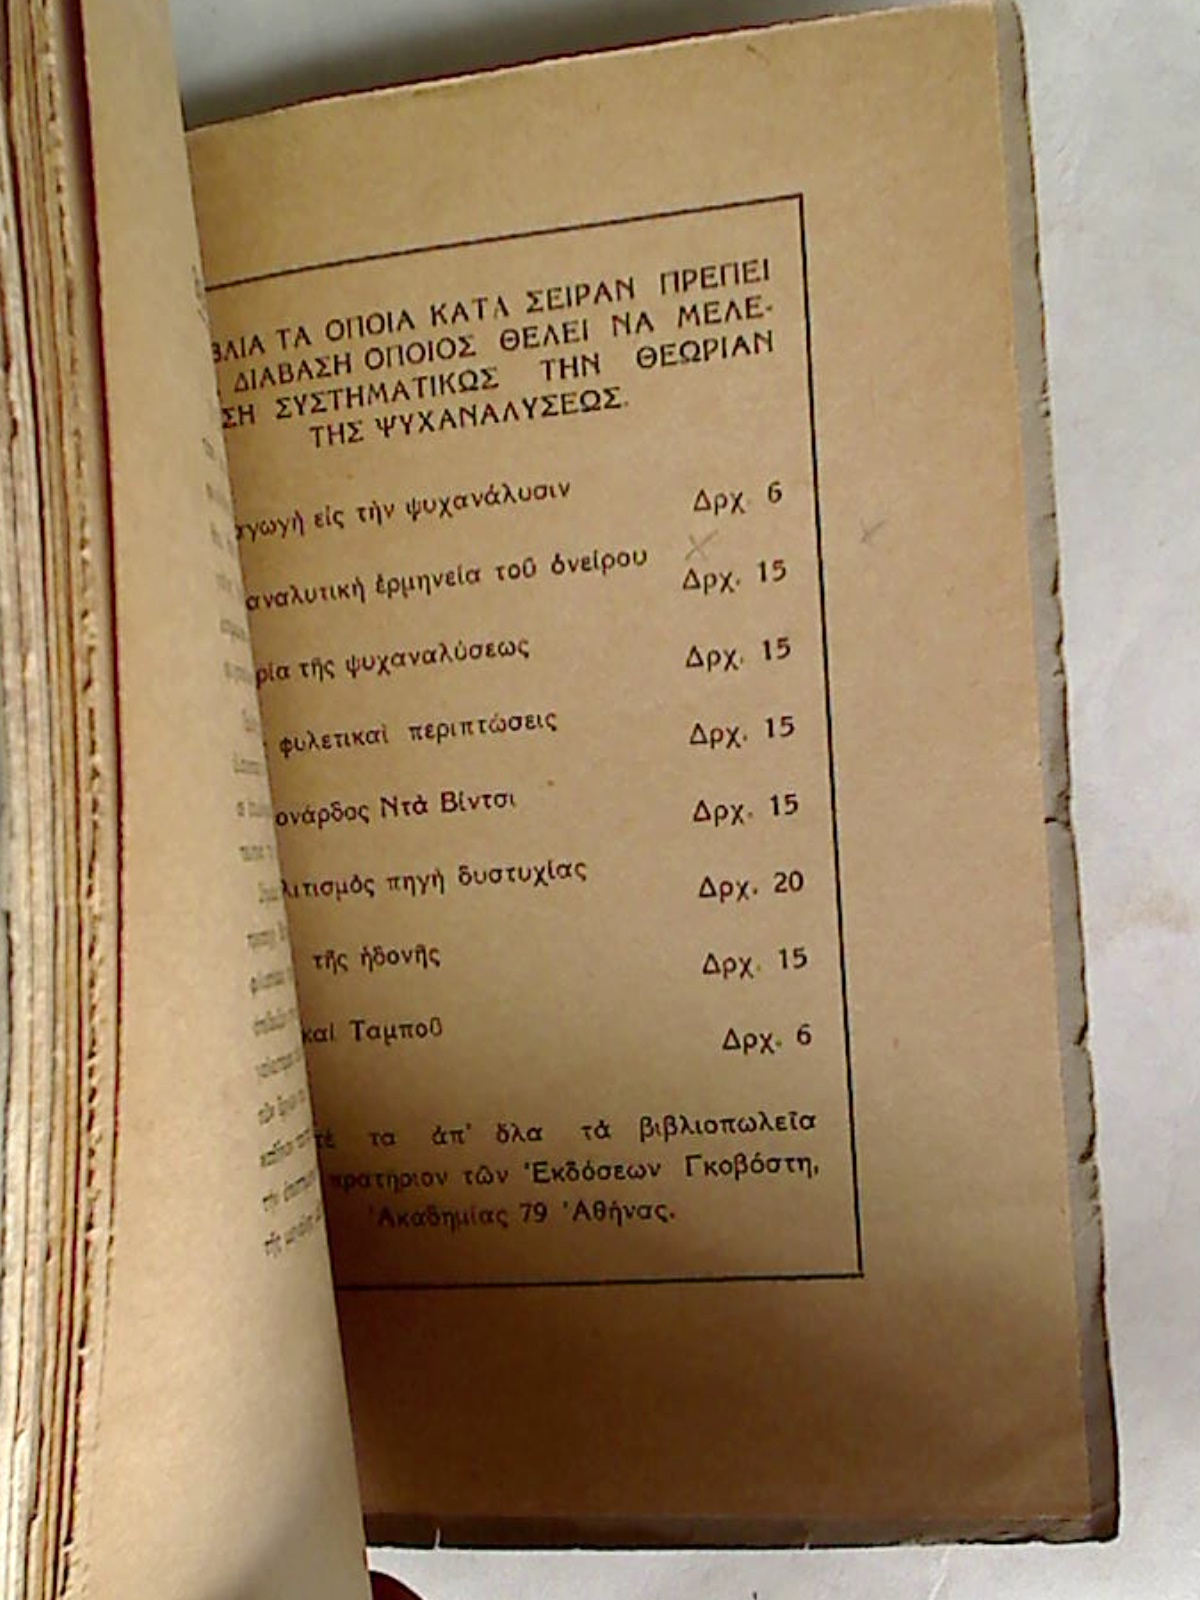 ΤΑ ΟΠΟΙΑ ΚΑΤΑ ΣΕΙΡΑΝ ΠΡΕΠΕΙ
ΔΙΑΒΑΣΗ ΟΠΟΙΟΣ ΘΕΛΕΙ ΝΑ ΜΕΛΕ-
ΣΗ ΣΥΣΤΗΜΑΤΙΚΩΣ ΤΗΝ ΘΕΩΡΙΑΝ
ΤΗΣ ΨΥΧΑΝΑΛΥΣΕΩΣ.
αγωγὴ εἰς τὴν ψυχανάλυσιν Δρχ. 6
αναλυτικὴ ἑρμηνεία τοῦ ὀνείρου Δρχ. 15
ρία τῆς ψυχαναλύσεως Δρχ. 15
φυλετικαὶ περιπτώσεις Δρχ. 15
ονάρδος Ντὰ Βίντσι Δρχ. 15
λιτισμὸς πηγὴ δυστυχίας Δρχ. 20
τῆς ἡδονῆς Δρχ. 15
καὶ Ταμποῦ Δρχ. 6
τέ τα ἀπ' ὅλα τὰ βιβλιοπωλεῖα
πρατήριον τῶν Ἐκδόσεων Γκοβόστη,
Ἀκαδημίας 79 Ἀθήνας.